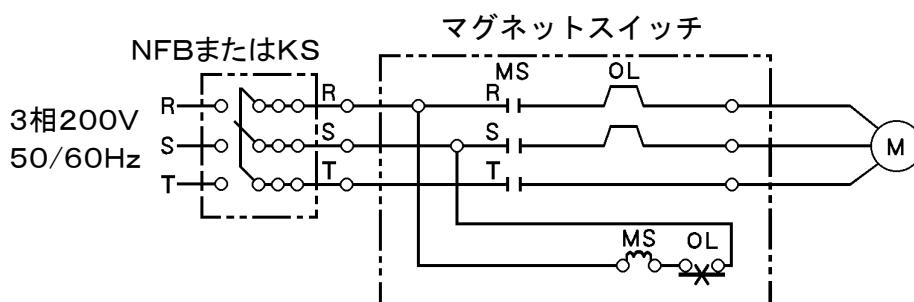 マグネットスイッチ
NFBまたはKS
MS OL
3相200V
50/60Hz
R R R
S S S
T T T
M
MS OL